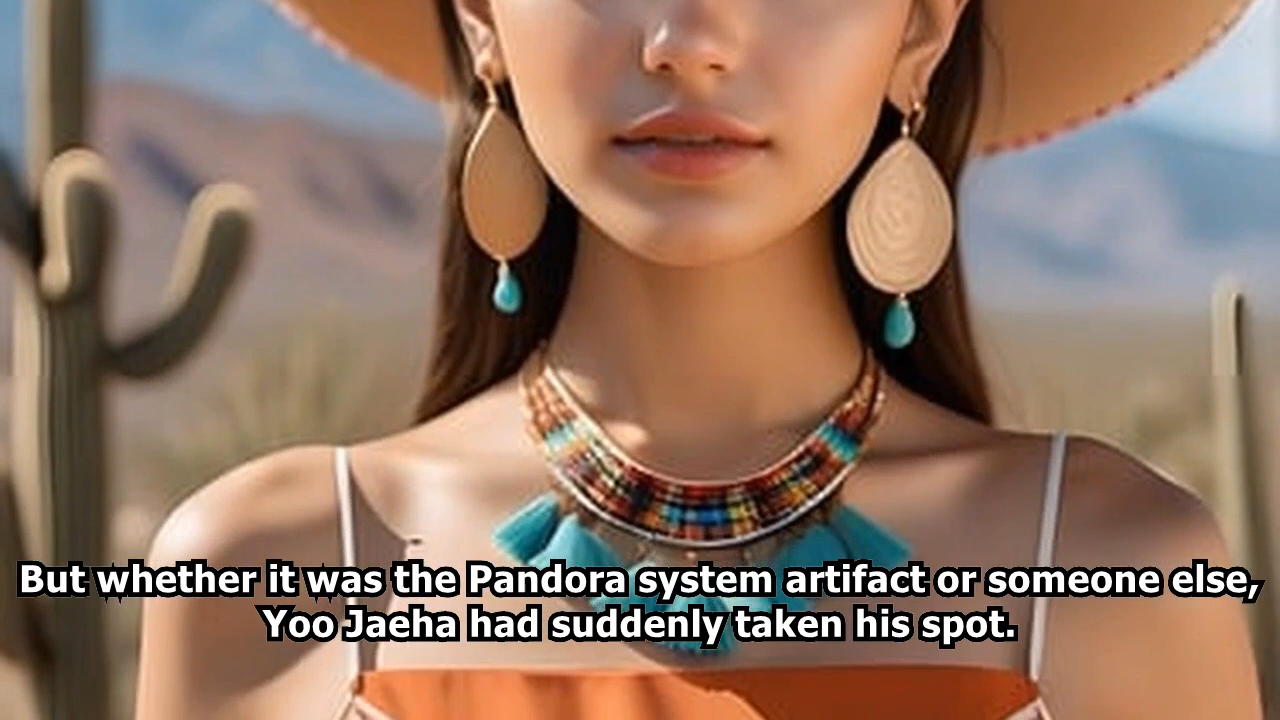 But whether it was the Pandora system artifact or someone else,
Yoo Jaeha had suddenly taken his spot.